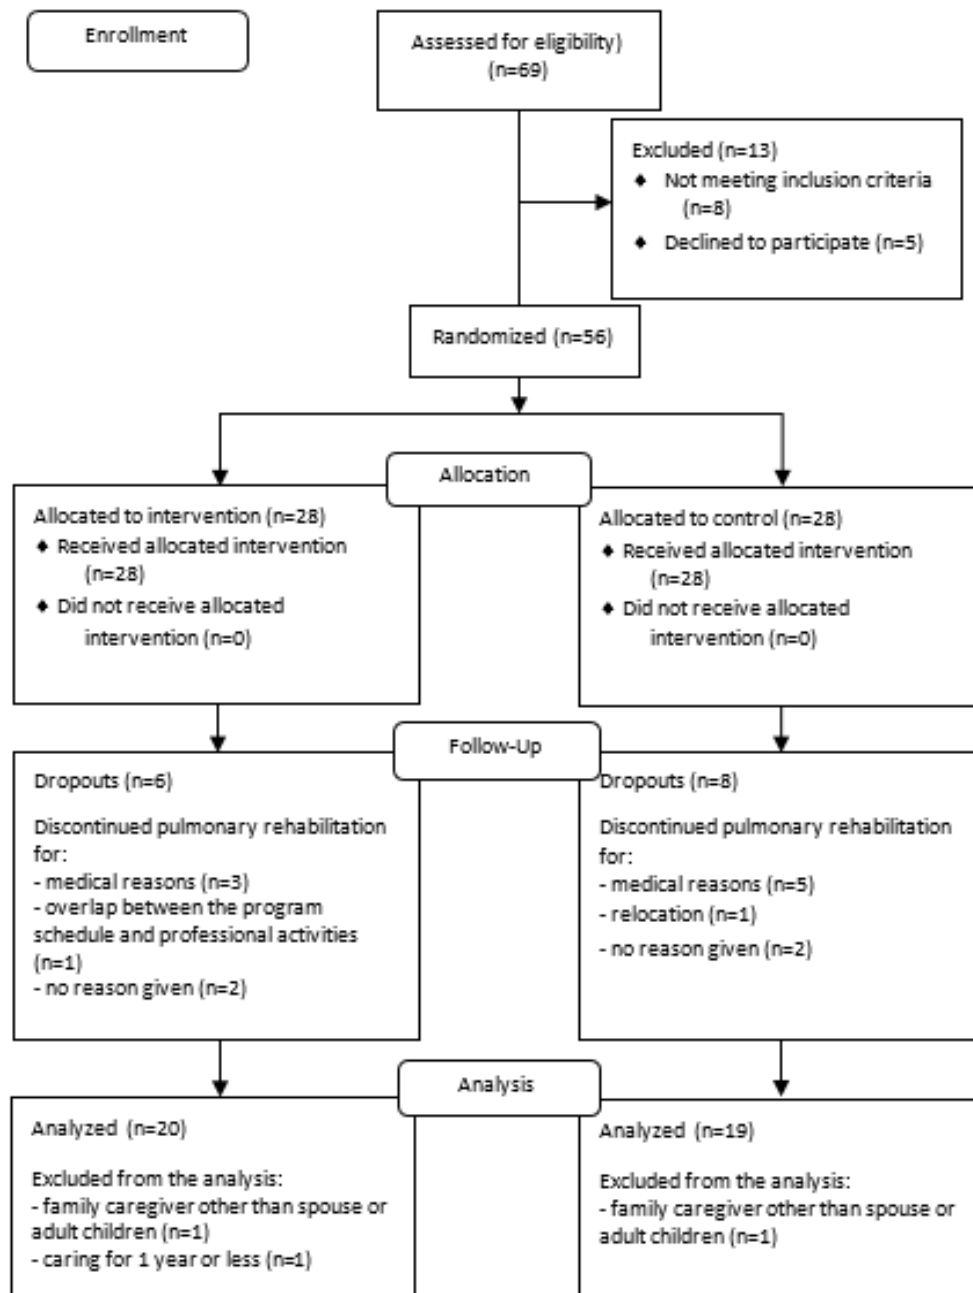 Enrollment
Assessed for eligibility)
(n=69)
Excluded (n=13)
♦ Not meeting inclusion criteria
(n=8)
♦ Declined to participate (n=5)
Randomized (n=56)
Allocation
Allocated to intervention (n=28)
♦ Received allocated intervention
(n=28)
♦ Did not receive allocated
intervention (n=0)
Allocated to control (n=28)
♦ Received allocated intervention
(n=28)
♦ Did not receive allocated
intervention (n=0)
Follow-Up
Dropouts (n=6)
Discontinued pulmonary rehabilitation
for:
- medical reasons (n=3)
- overlap between the program
schedule and professional activities
(n=1)
- no reason given (n=2)
Dropouts (n=8)
Discontinued pulmonary rehabilitation
for:
- medical reasons (n=5)
- relocation (n=1)
- no reason given (n=2)
Analysis
Analyzed (n=20)
Excluded from the analysis:
- family caregiver other than spouse or
adult children (n=1)
- caring for 1 year or less (n=1)
Analyzed (n=19)
Excluded from the analysis:
- family caregiver other than spouse or
adult children (n=1)